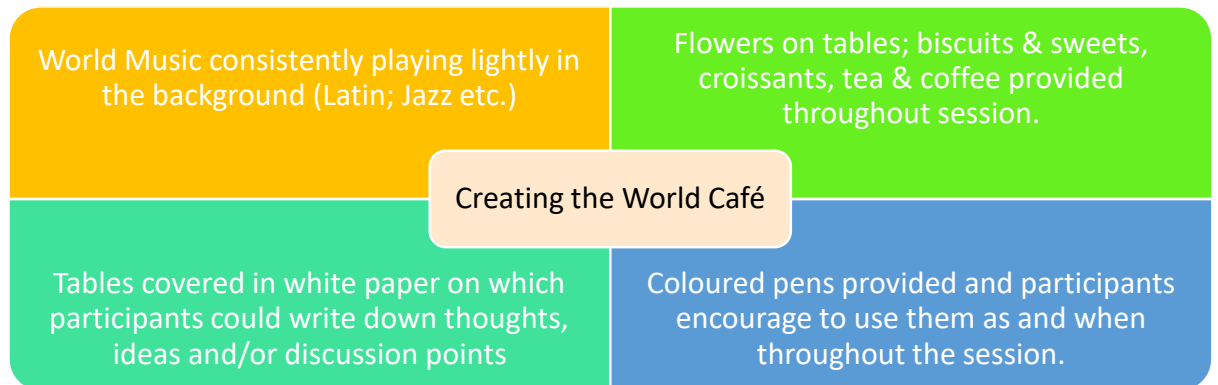 World Music consistently playing lightly in
the background (Latin; Jazz etc.)
Flowers on tables; biscuits & sweets,
croissants, tea & coffee provided
throughout session.
Creating the World Café
Tables covered in white paper on which
participants could write down thoughts,
ideas and/or discussion points
Coloured pens provided and participants
encourage to use them as and when
throughout the session.